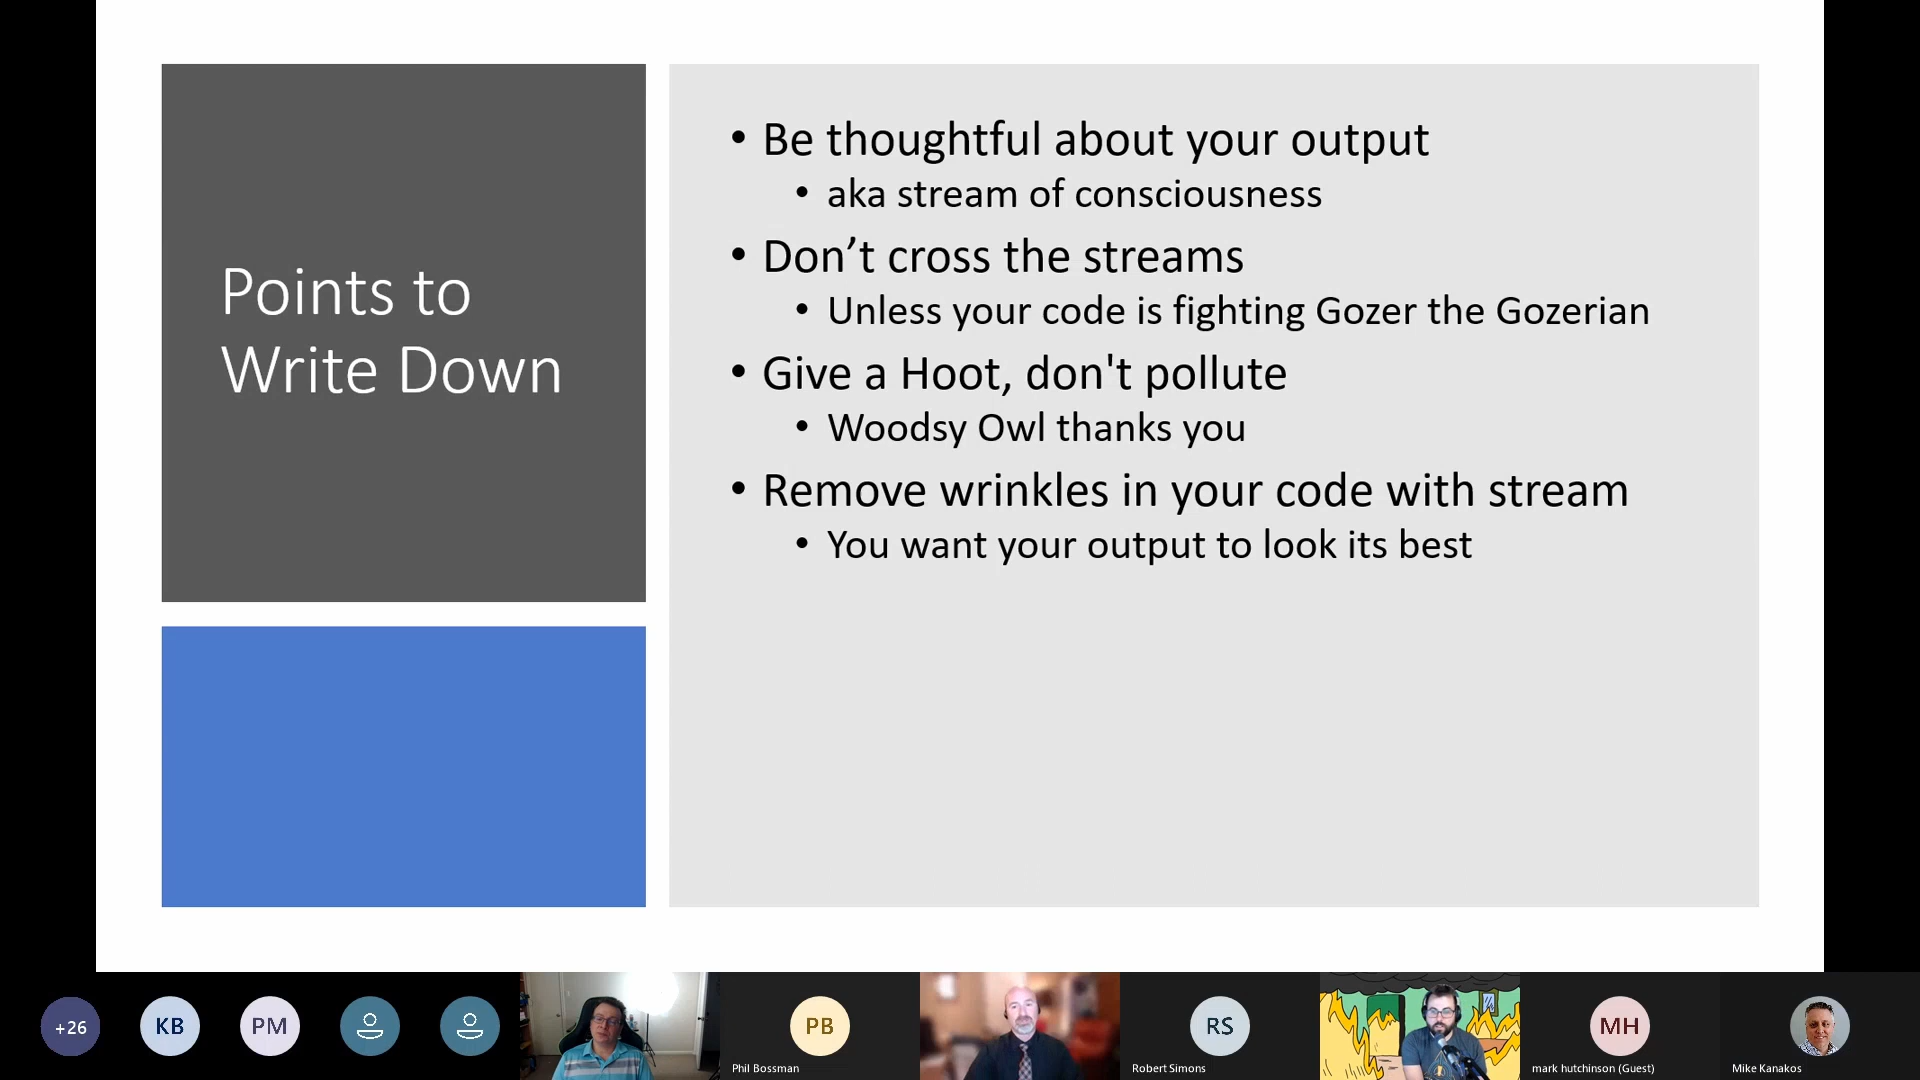 Points to
Write Down
• Be thoughtful about your output
• aka stream of consciousness
• Don’t cross the streams
• Unless your code is fighting Gozer the Gozerian
• Give a Hoot, don't pollute
• Woodsy Owl thanks you
• Remove wrinkles in your code with stream
• You want your output to look its best
+26
KB
PM
PB
Phil Bossman
RS
Robert Simons
MH
mark hutchinson (Guest)
Mike Kanakos